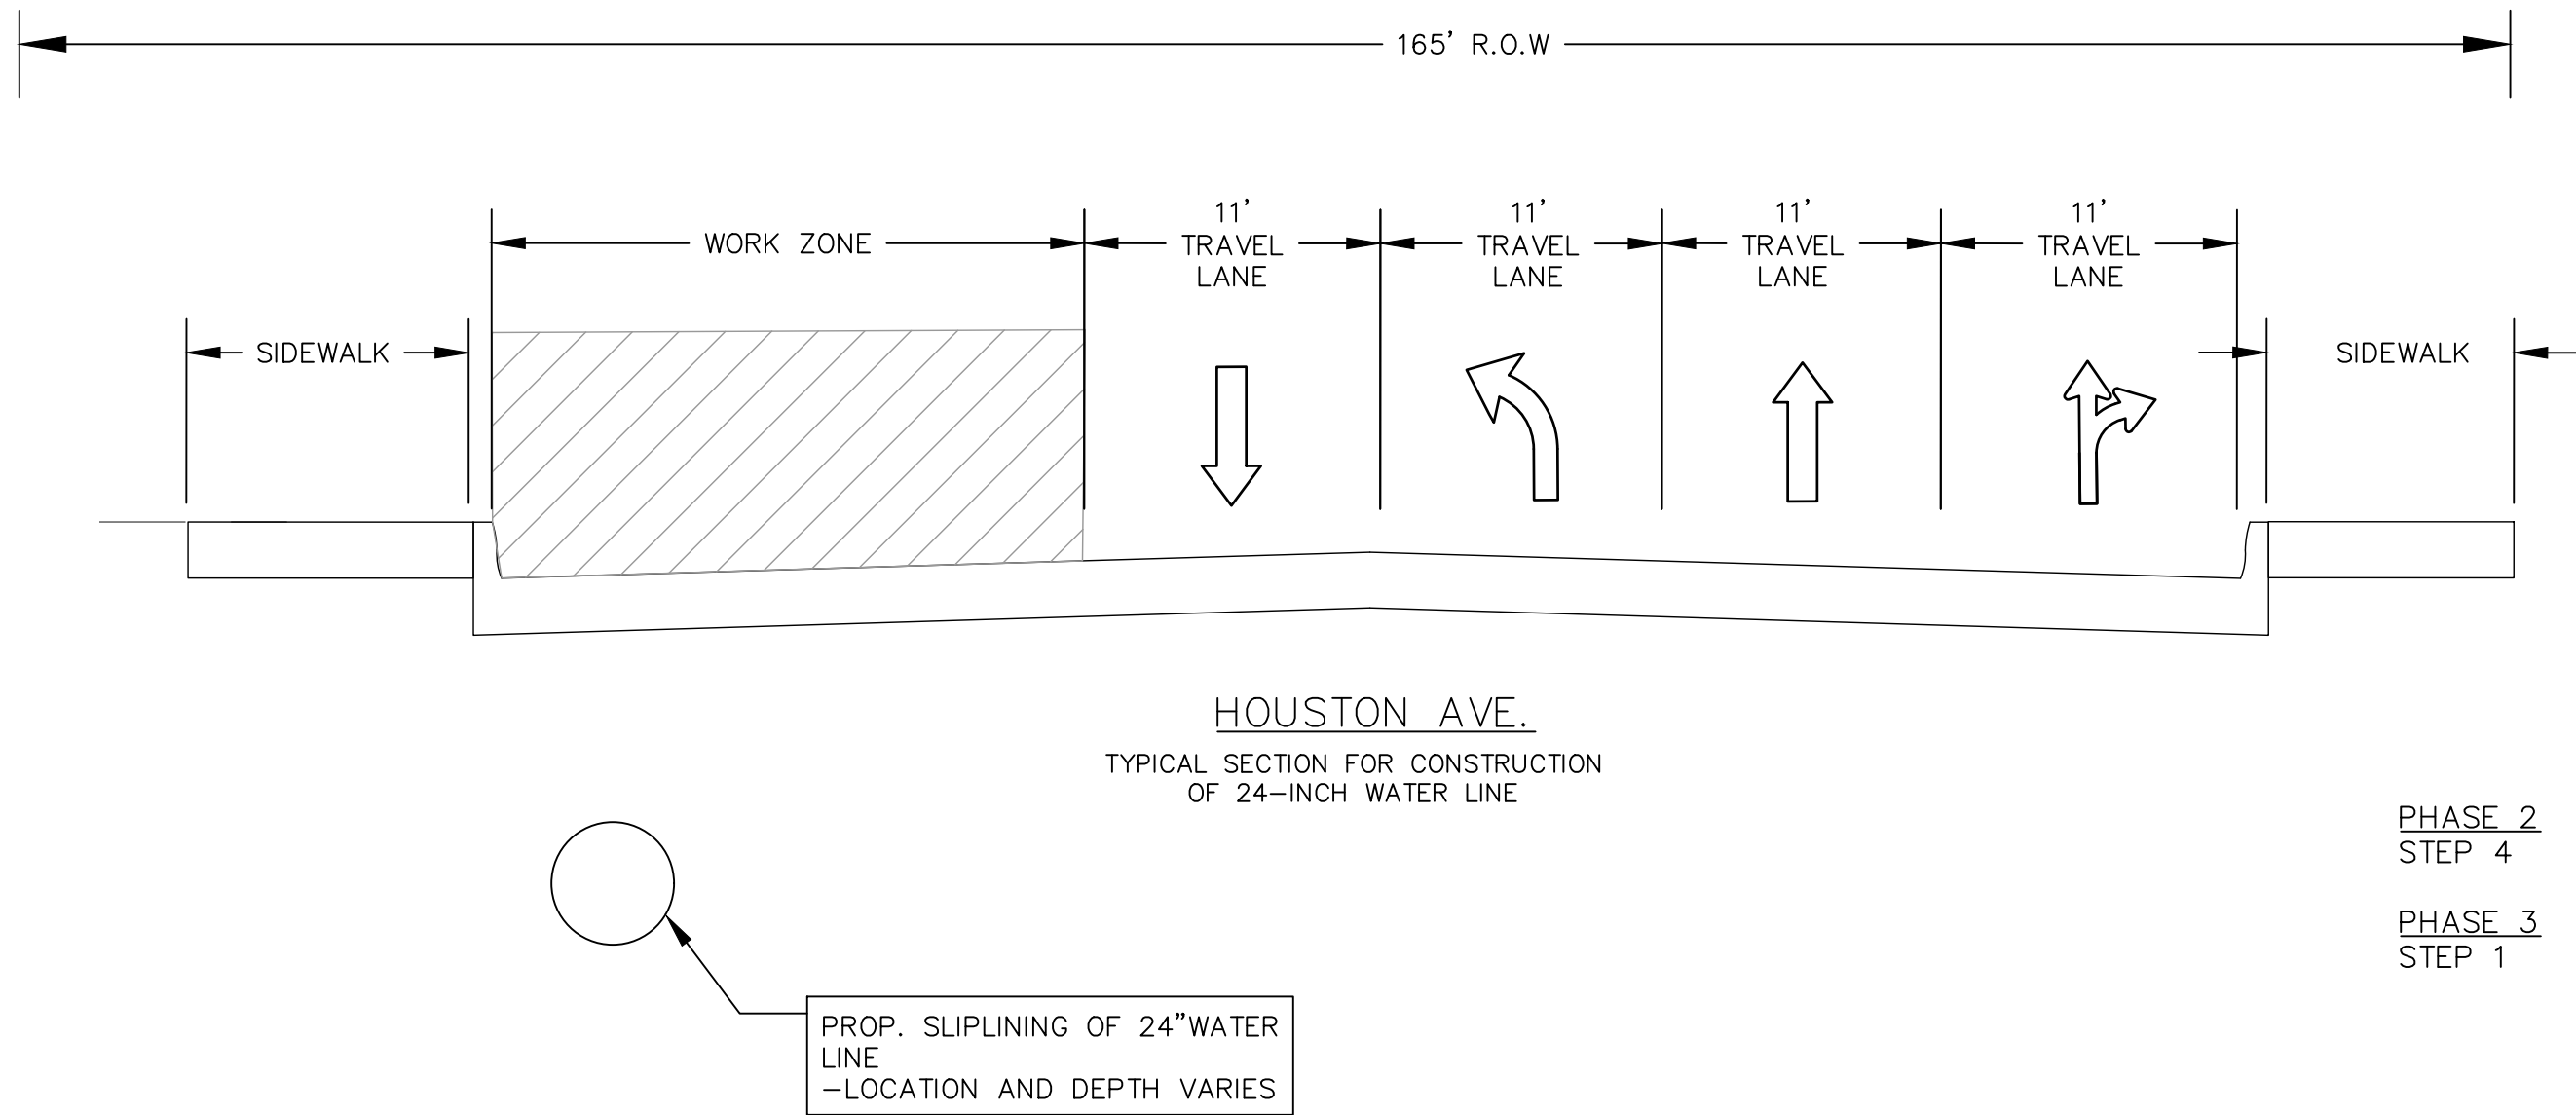 165' R.O.W
WORK ZONE
11'
TRAVEL
LANE
11'
TRAVEL
LANE
11'
TRAVEL
LANE
11'
TRAVEL
LANE
SIDEWALK
SIDEWALK
HOUSTON AVE.
TYPICAL SECTION FOR CONSTRUCTION
OF 24-INCH WATER LINE
PHASE 2
STEP 4
PHASE 3
STEP 1
PROP. SLIPLINING OF 24"WATER
LINE
-LOCATION AND DEPTH VARIES